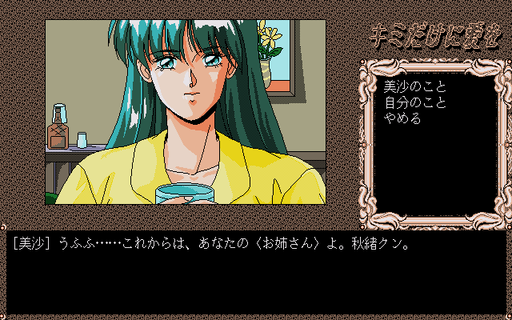 キミだけに愛を
美沙のこと
自分のこと
やめる
[美沙] うふふ……これからは、あなたの〈お姉さん〉よ。秋緒クン。